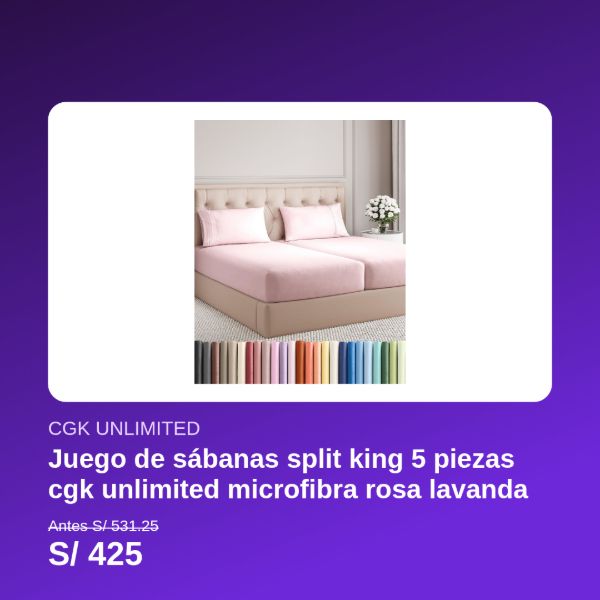 CGK UNLIMITED
Juego de sábanas split king 5 piezas
cgk unlimited microfibra rosa lavanda
Antes S/ 531.25
S/ 425